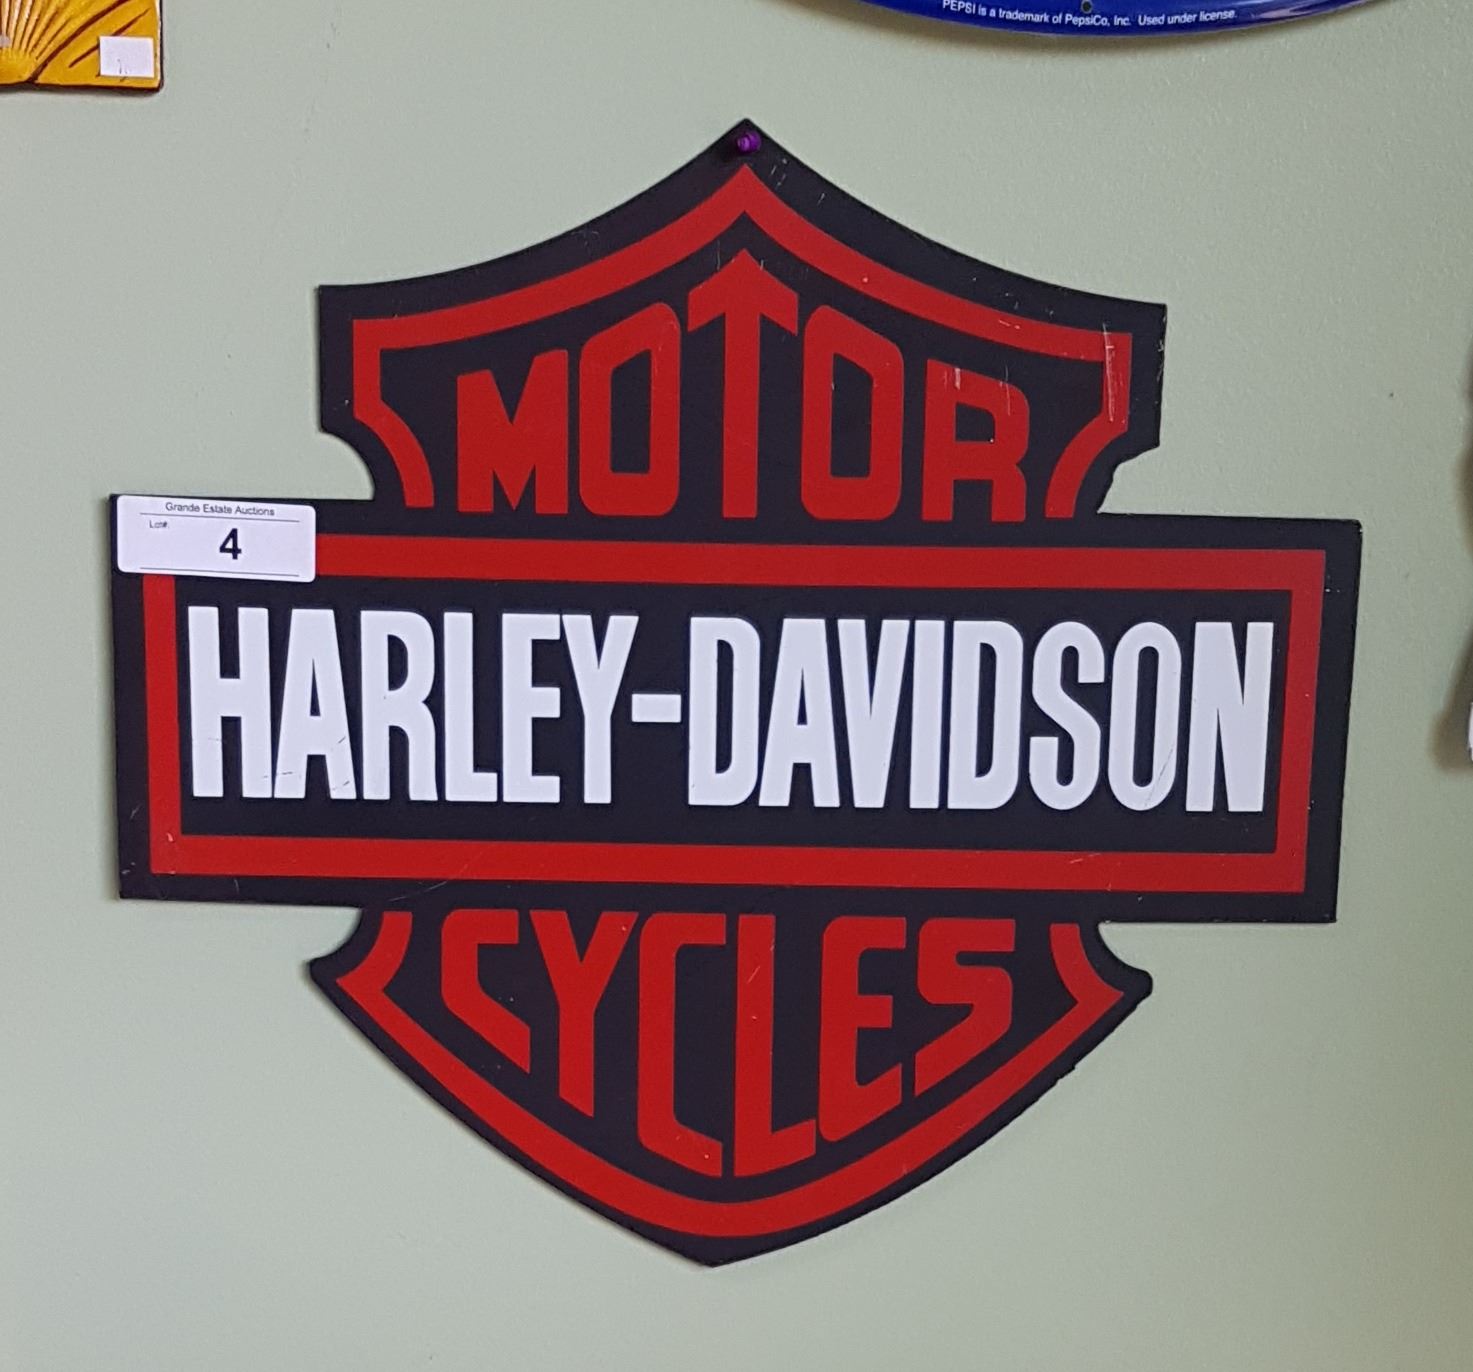 PEPSI is a trademark of PepsiCo, Inc. Used under license.
MOTOR
Grande Estate Auctions
Lot#:
4
HARLEY-DAVIDSON
CYCLES